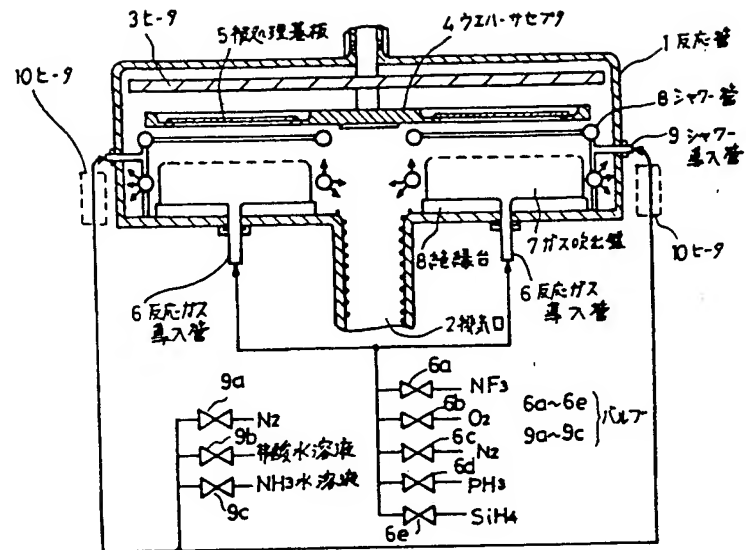 3ヒータ
5被処理基板
4ウエハーサセプタ
1反応管
10ヒータ
8シャワー管
9シャワー
導入管
7ガス吹出盤
8絶縁台
10ヒータ
6反応ガス
導入管
2排気口
6反応ガス
導入管
6a
NF3
9a
N2
6b
O2
6a~6e
9a~9c
バルブ
9b
弗酸水溶液
6c
N2
6d
PH3
NH3水溶液
9c
SiH4
6e